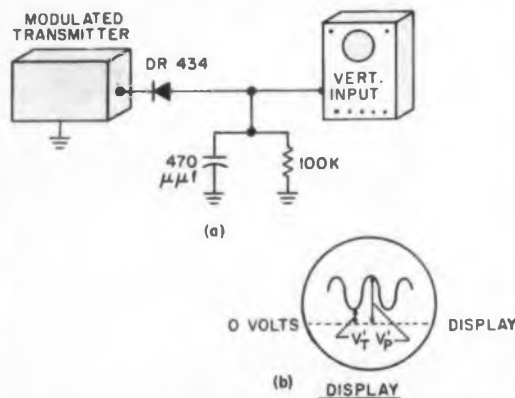 MODULATED
TRANSMITTER
DR 434
VERT.
INPUT
470
μμf
100K
(a)
0 VOLTS
V'T V'P
DISPLAY
(b)
DISPLAY